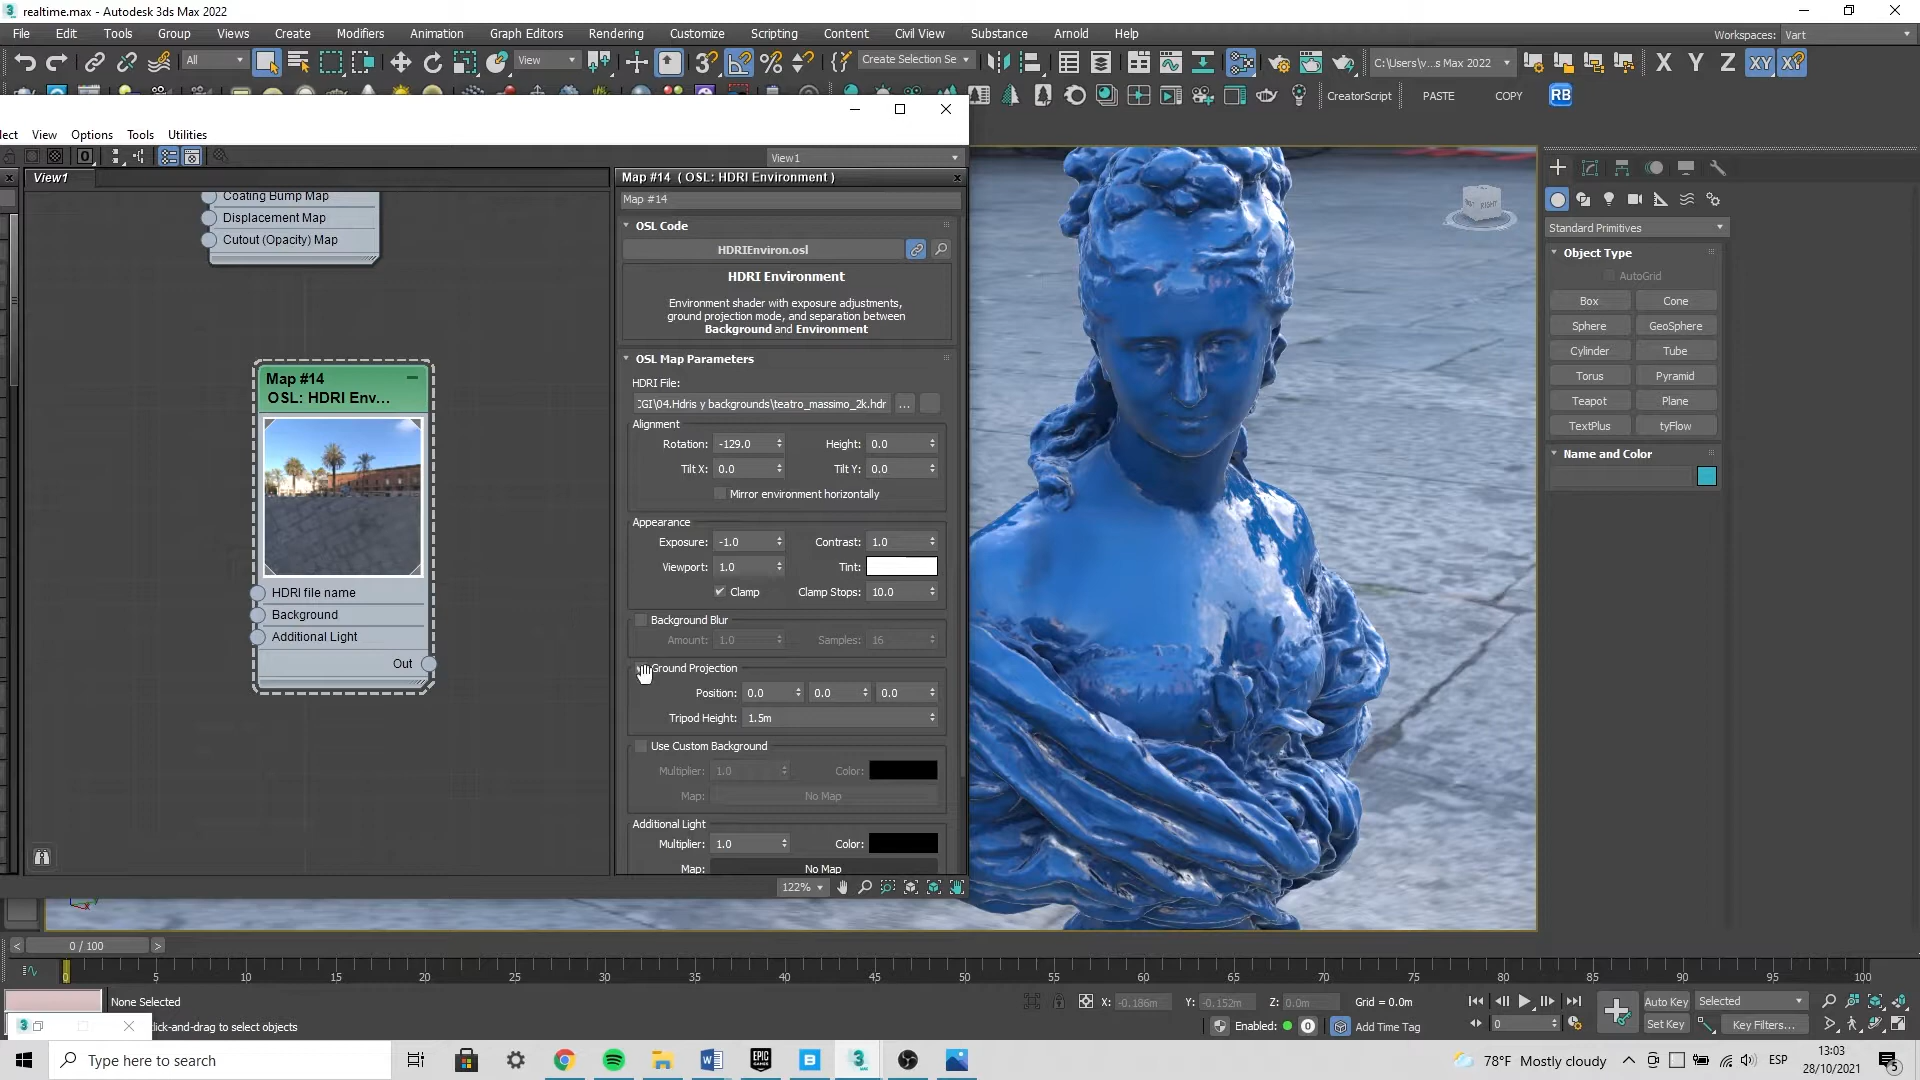 realtime.max - Autodesk 3ds Max 2022
File Edit Tools Group Views Create Modifiers Animation Graph Editors Rendering Customize Scripting Content Civil View Substance Arnold Help
Workspaces: Vart
All
View
Create Selection Se
C:\Users\v...s Max 2022
X Y Z XY
CreatorScript PASTE COPY RB
lect View Options Tools Utilities
View1
View1
Coating Bump Map
Displacement Map
Cutout (Opacity) Map
Map #14
OSL: HDRI Env...
HDRI file name
Background
Additional Light
Out
Map #14 ( OSL: HDRI Environment )
Map #14
OSL Code
HDRIEnviron.osl
HDRI Environment
Environment shader with exposure adjustments,
ground projection mode, and separation between
Background and Environment
OSL Map Parameters
HDRI File:
CGI\04.Hdris y backgrounds\teatro_massimo_2k.hdr ...
Alignment
Rotation: -129.0 Height: 0.0
Tilt X: 0.0 Tilt Y: 0.0
Mirror environment horizontally
Appearance
Exposure: -1.0 Contrast: 1.0
Viewport: 1.0 Tint:
Clamp Clamp Stops: 10.0
Background Blur
Amount: 1.0 Samples: 16
Ground Projection
Position: 0.0 0.0 0.0
Tripod Height: 1.5m
Use Custom Background
Multiplier: 1.0 Color:
Map: No Map
Additional Light
Multiplier: 1.0 Color:
Map: No Map
122%
RIGHT
Standard Primitives
Object Type
AutoGrid
Box Cone
Sphere GeoSphere
Cylinder Tube
Torus Pyramid
Teapot Plane
TextPlus tyFlow
Name and Color
0 / 100
0 5 10 15 20 25 30 35 40 45 50 55 60 65 70 75 80 85 90 95 100
None Selected
X: -0.186m Y: -0.152m Z: 0.0m Grid = 0.0m
Auto Key Selected
click-and-drag to select objects
Enabled: 0 Add Time Tag
0
Set Key Key Filters...
Type here to search
78°F Mostly cloudy
ESP
13:03
28/10/2021
5